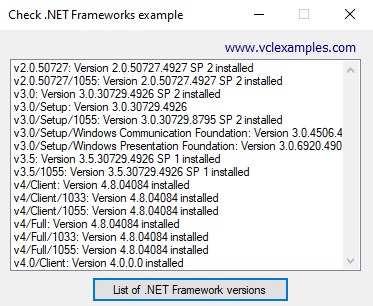 Check .NET Frameworks example
www.vclexamples.com
v2.0.50727: Version 2.0.50727.4927 SP 2 installed
v2.0.50727/1055: Version 2.0.50727.4927 SP 2 installed
v3.0: Version 3.0.30729.4926 SP 2 installed
v3.0/Setup: Version 3.0.30729.4926
v3.0/Setup/1055: Version 3.0.30729.8795 SP 2 installed
v3.0/Setup/Windows Communication Foundation: Version 3.0.4506.4
v3.0/Setup/Windows Presentation Foundation: Version 3.0.6920.490
v3.5: Version 3.5.30729.4926 SP 1 installed
v3.5/1055: Version 3.5.30729.4926 SP 1 installed
v4/Client: Version 4.8.04084 installed
v4/Client/1033: Version 4.8.04084 installed
v4/Client/1055: Version 4.8.04084 installed
v4/Full: Version 4.8.04084 installed
v4/Full/1033: Version 4.8.04084 installed
v4/Full/1055: Version 4.8.04084 installed
v4.0/Client: Version 4.0.0.0 installed
List of .NET Framework versions